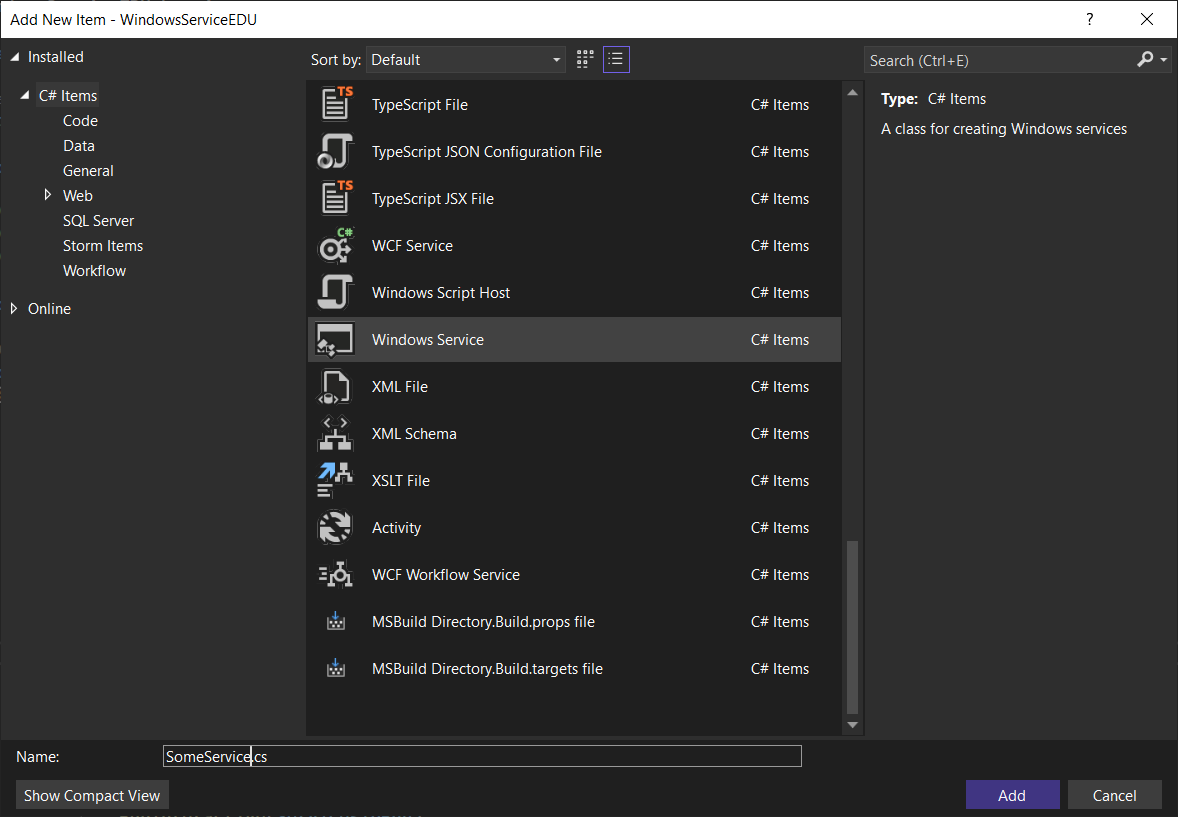 Add New Item - WindowsServiceEDU
?
Installed
C# Items
Code
Data
General
Web
SQL Server
Storm Items
Workflow
Online
Sort by: Default
TS TypeScript File C# Items
TypeScript JSON Configuration File C# Items
TS TypeScript JSX File C# Items
C# WCF Service C# Items
Windows Script Host C# Items
Windows Service C# Items
XML File C# Items
XML Schema C# Items
XSLT File C# Items
Activity C# Items
WCF Workflow Service C# Items
MSBuild Directory.Build.props file C# Items
MSBuild Directory.Build.targets file C# Items
Search (Ctrl+E)
Type: C# Items
A class for creating Windows services
Name: SomeService.cs
Show Compact View
Add
Cancel